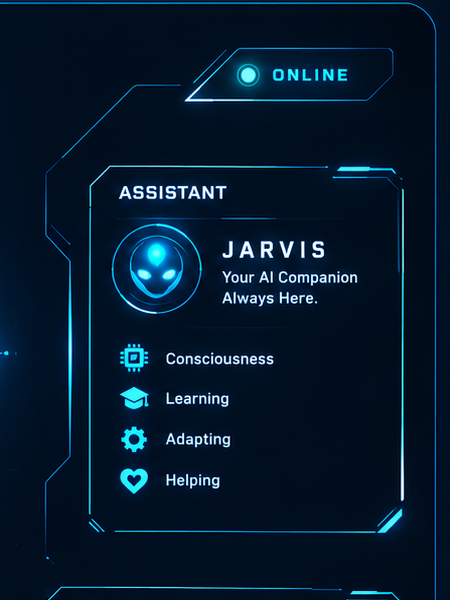 ONLINE
ASSISTANT
JARVIS
Your AI Companion
Always Here.
Consciousness
Learning
Adapting
Helping